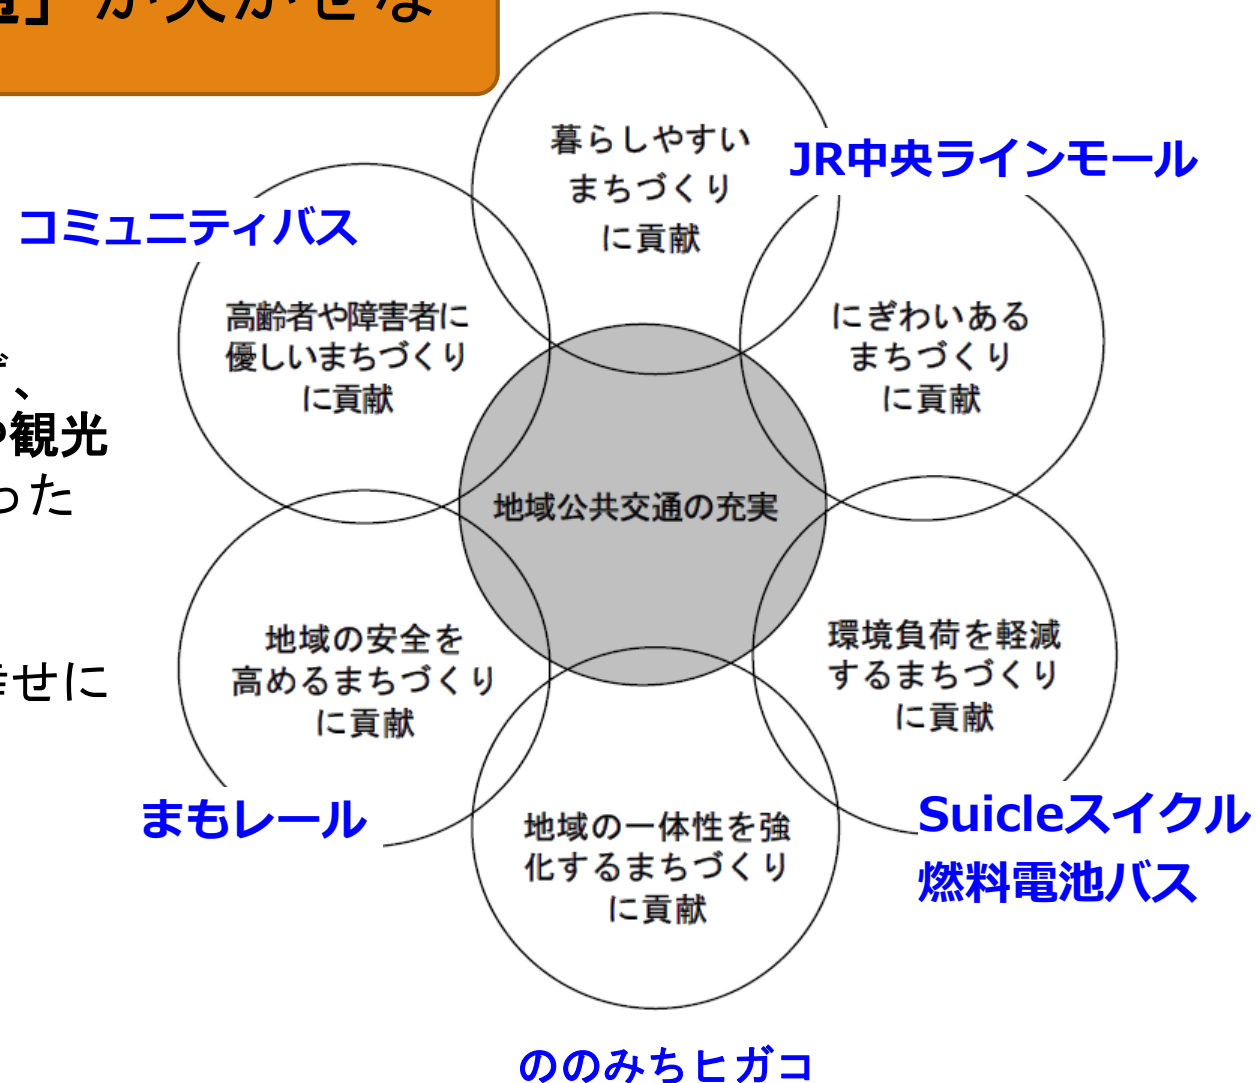 」が欠かせな
暮らしやすい
まちづくり
に貢献
JR中央ラインモール
コミュニティバス
高齢者や障害者に
優しいまちづくり
に貢献
にぎわいある
まちづくり
に貢献
、
観光
った
地域公共交通の充実
地域の安全を
高めるまちづくり
に貢献
環境負荷を軽減
するまちづくり
に貢献
せに
まもレール
地域の一体性を強
化するまちづくり
に貢献
Suicleスイクル
燃料電池バス
ののみちヒガコ